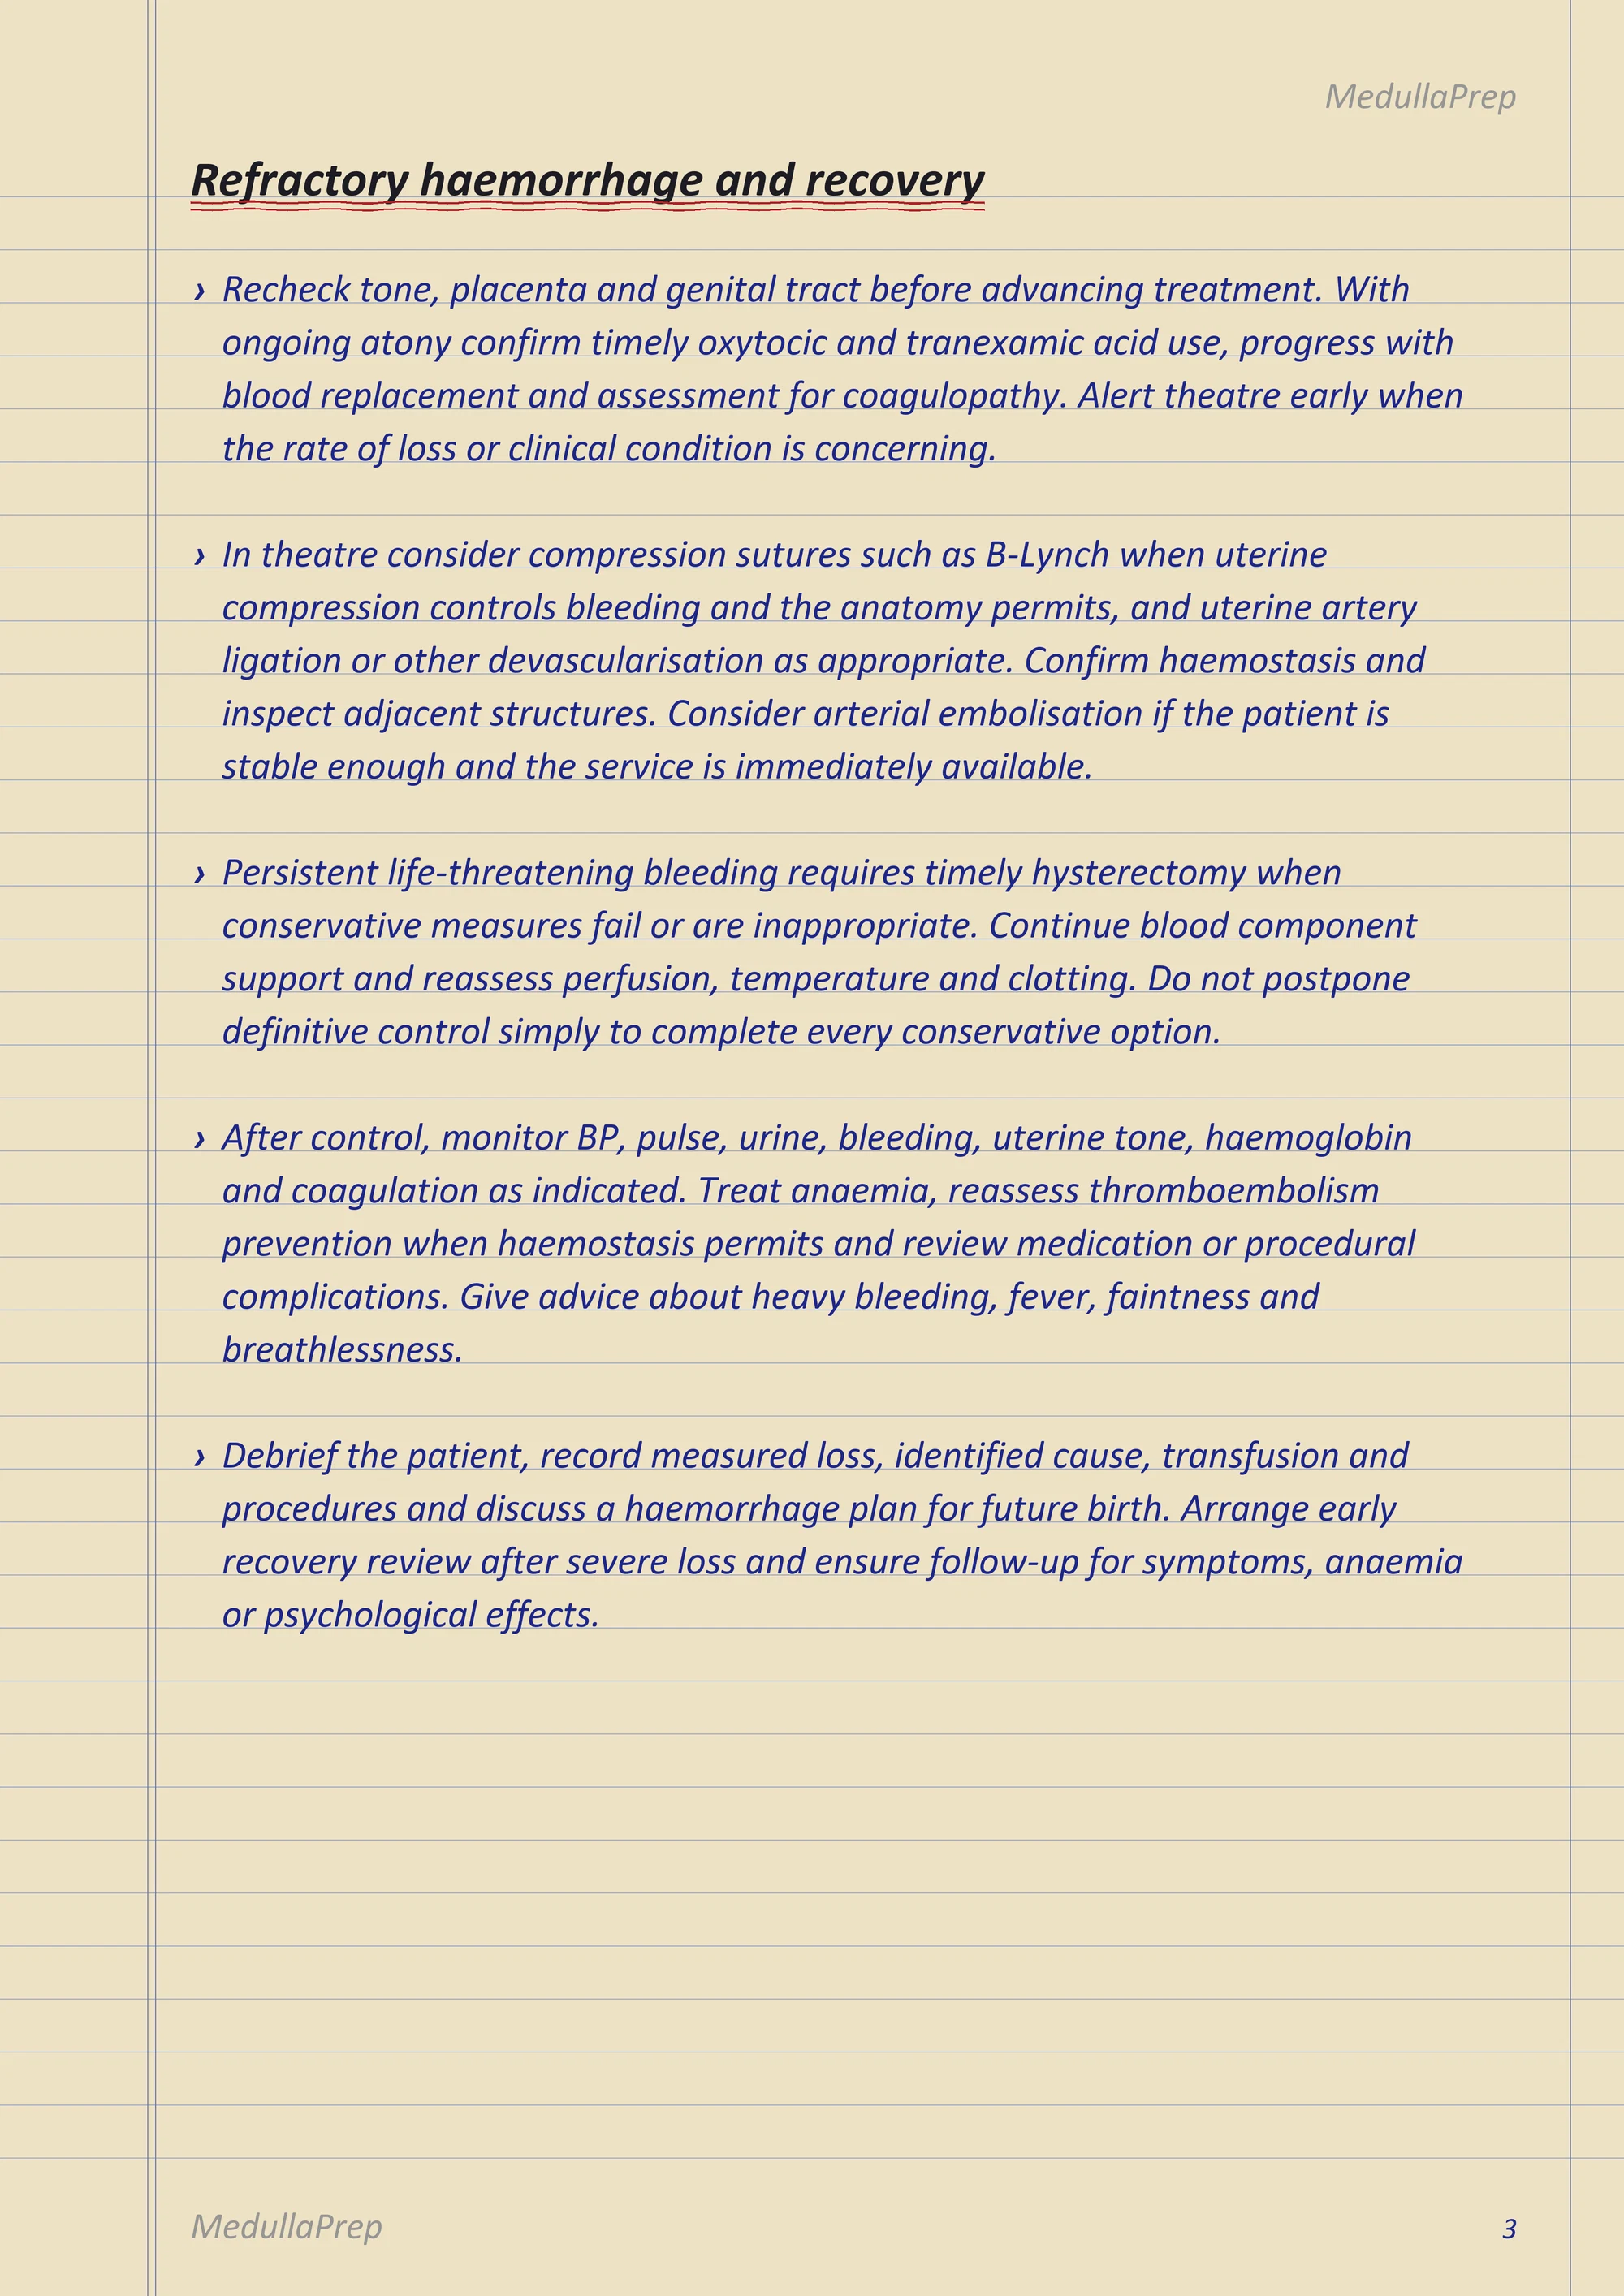 MedullaPrep
Refractory haemorrhage and recovery
› Recheck tone, placenta and genital tract before advancing treatment. With
ongoing atony confirm timely oxytocic and tranexamic acid use, progress with
blood replacement and assessment for coagulopathy. Alert theatre early when
the rate of loss or clinical condition is concerning.
› In theatre consider compression sutures such as B-Lynch when uterine
compression controls bleeding and the anatomy permits, and uterine artery
ligation or other devascularisation as appropriate. Confirm haemostasis and
inspect adjacent structures. Consider arterial embolisation if the patient is
stable enough and the service is immediately available.
› Persistent life-threatening bleeding requires timely hysterectomy when
conservative measures fail or are inappropriate. Continue blood component
support and reassess perfusion, temperature and clotting. Do not postpone
definitive control simply to complete every conservative option.
› After control, monitor BP, pulse, urine, bleeding, uterine tone, haemoglobin
and coagulation as indicated. Treat anaemia, reassess thromboembolism
prevention when haemostasis permits and review medication or procedural
complications. Give advice about heavy bleeding, fever, faintness and
breathlessness.
› Debrief the patient, record measured loss, identified cause, transfusion and
procedures and discuss a haemorrhage plan for future birth. Arrange early
recovery review after severe loss and ensure follow-up for symptoms, anaemia
or psychological effects.
MedullaPrep
3